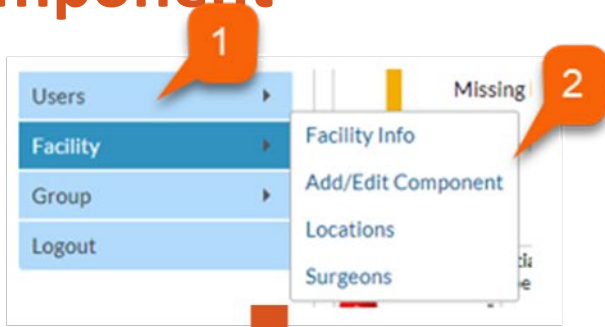 mponent
1
2
Users
Facility
Group
Logout
Missing
Facility Info
Add/Edit Component
Locations
Surgeons